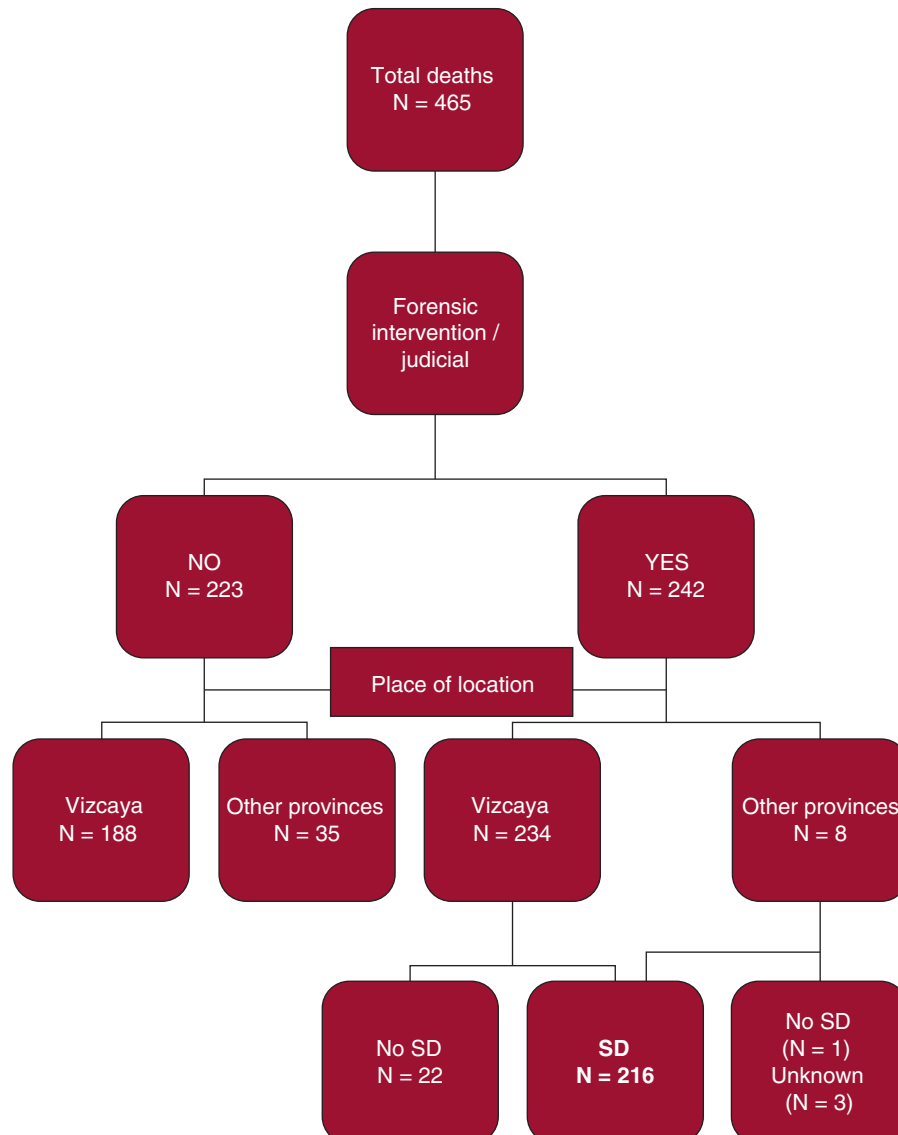 Total deaths
N = 465
Forensic
intervention /
judicial
NO
N = 223
YES
N = 242
Place of location
Vizcaya
N = 188
Other provinces
N = 35
Vizcaya
N = 234
Other provinces
N = 8
No SD
N = 22
SD
N = 216
No SD
(N = 1)
Unknown
(N = 3)